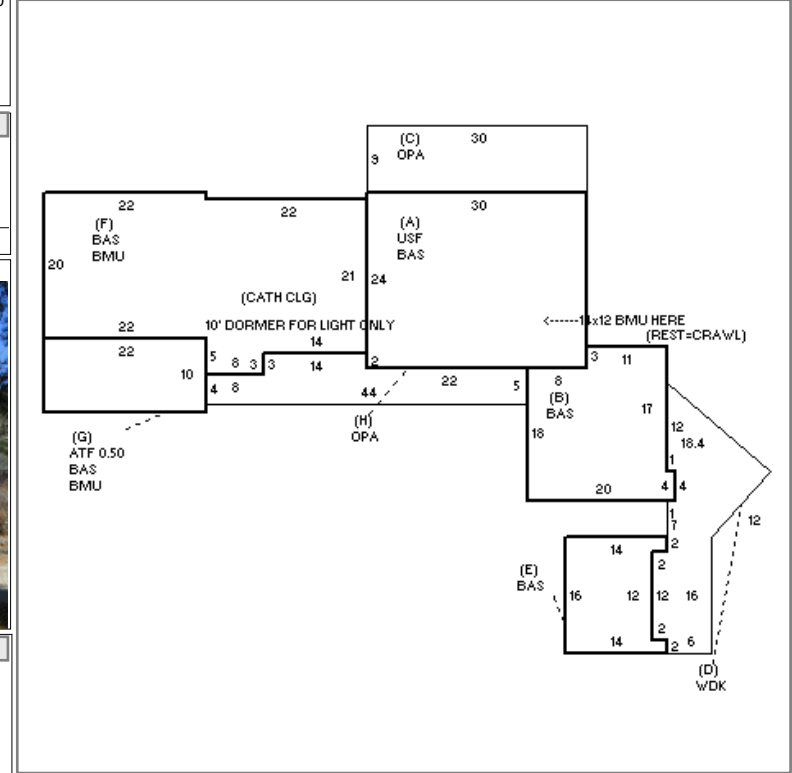 (C)
OPA
30
9
22
22
30
(F)
BAS
BMU
(A)
USF
BAS
20
21
24
(CATH CLG)
10' DORMER FOR LIGHT ONLY
14x12 BMU HERE
(REST=CRAWL)
22
14
22
5
8
3
3
14
2
3
11
10
4
8
44
22
5
8
(B)
BAS
17
12
18.4
(H)
OPA
18
(G)
ATF 0.50
BAS
BMU
1
20
4
4
1
7
12
14
2
2
(E)
BAS
16
12
12
16
2
14
2
6
(D)
WDK